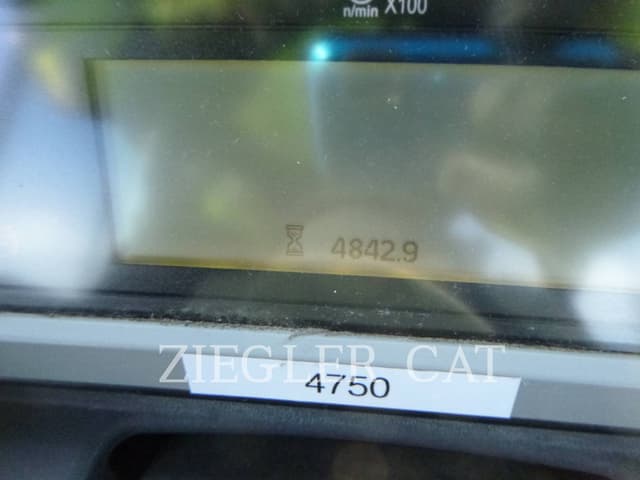 n/min X100
4842.9
ZIEGLER CAT
4750